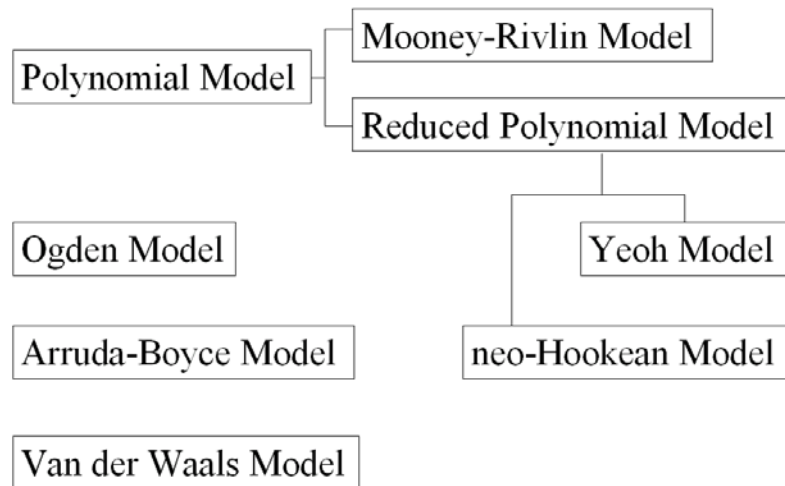 Mooney-Rivlin Model
Polynomial Model
Reduced Polynomial Model
Ogden Model
Yeoh Model
Arruda-Boyce Model
neo-Hookean Model
Van der Waals Model